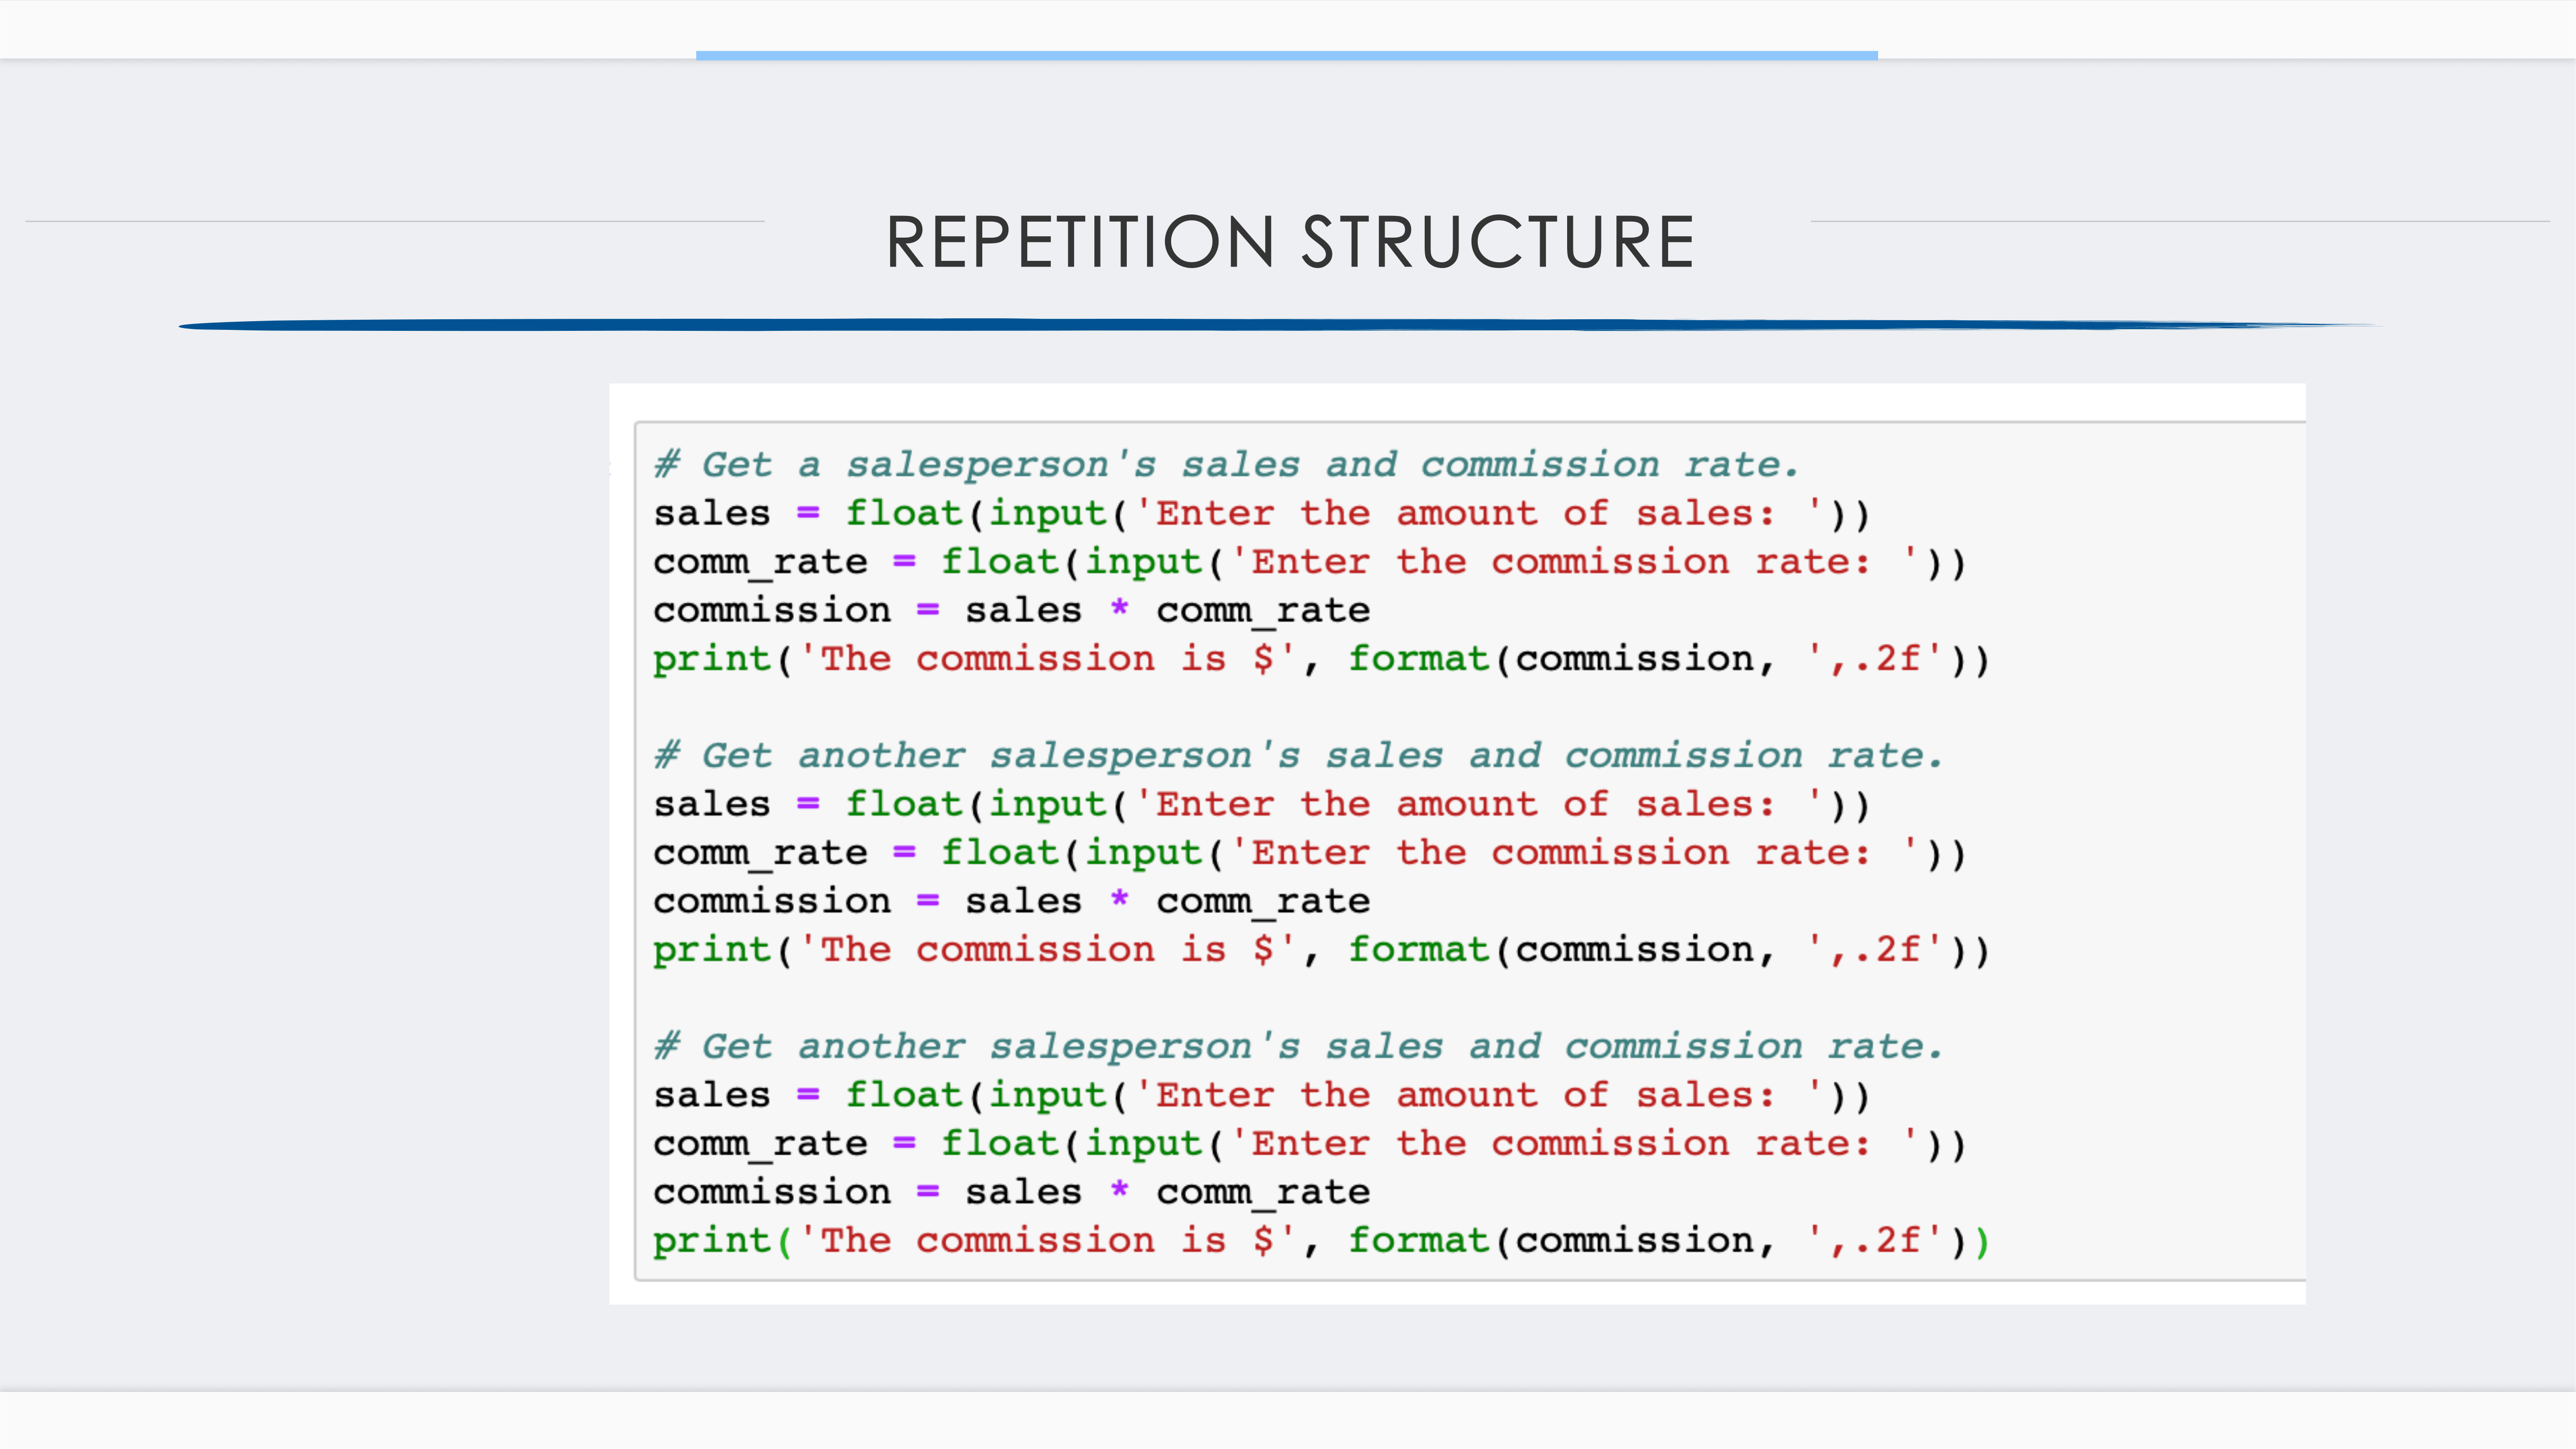 REPETITION STRUCTURE
# Get a salesperson's sales and commission rate.
sales = float(input('Enter the amount of sales: '))
comm_rate = float(input('Enter the commission rate: '))
commission = sales * comm_rate
print('The commission is $', format(commission, ',.2f'))
# Get another salesperson's sales and commission rate.
sales = float(input('Enter the amount of sales: '))
comm_rate = float(input('Enter the commission rate: '))
commission = sales * comm_rate
print('The commission is $', format(commission, ',.2f'))
# Get another salesperson's sales and commission rate.
sales = float(input('Enter the amount of sales: '))
comm_rate = float(input('Enter the commission rate: '))
commission = sales * comm_rate
print('The commission is $', format(commission, ',.2f'))